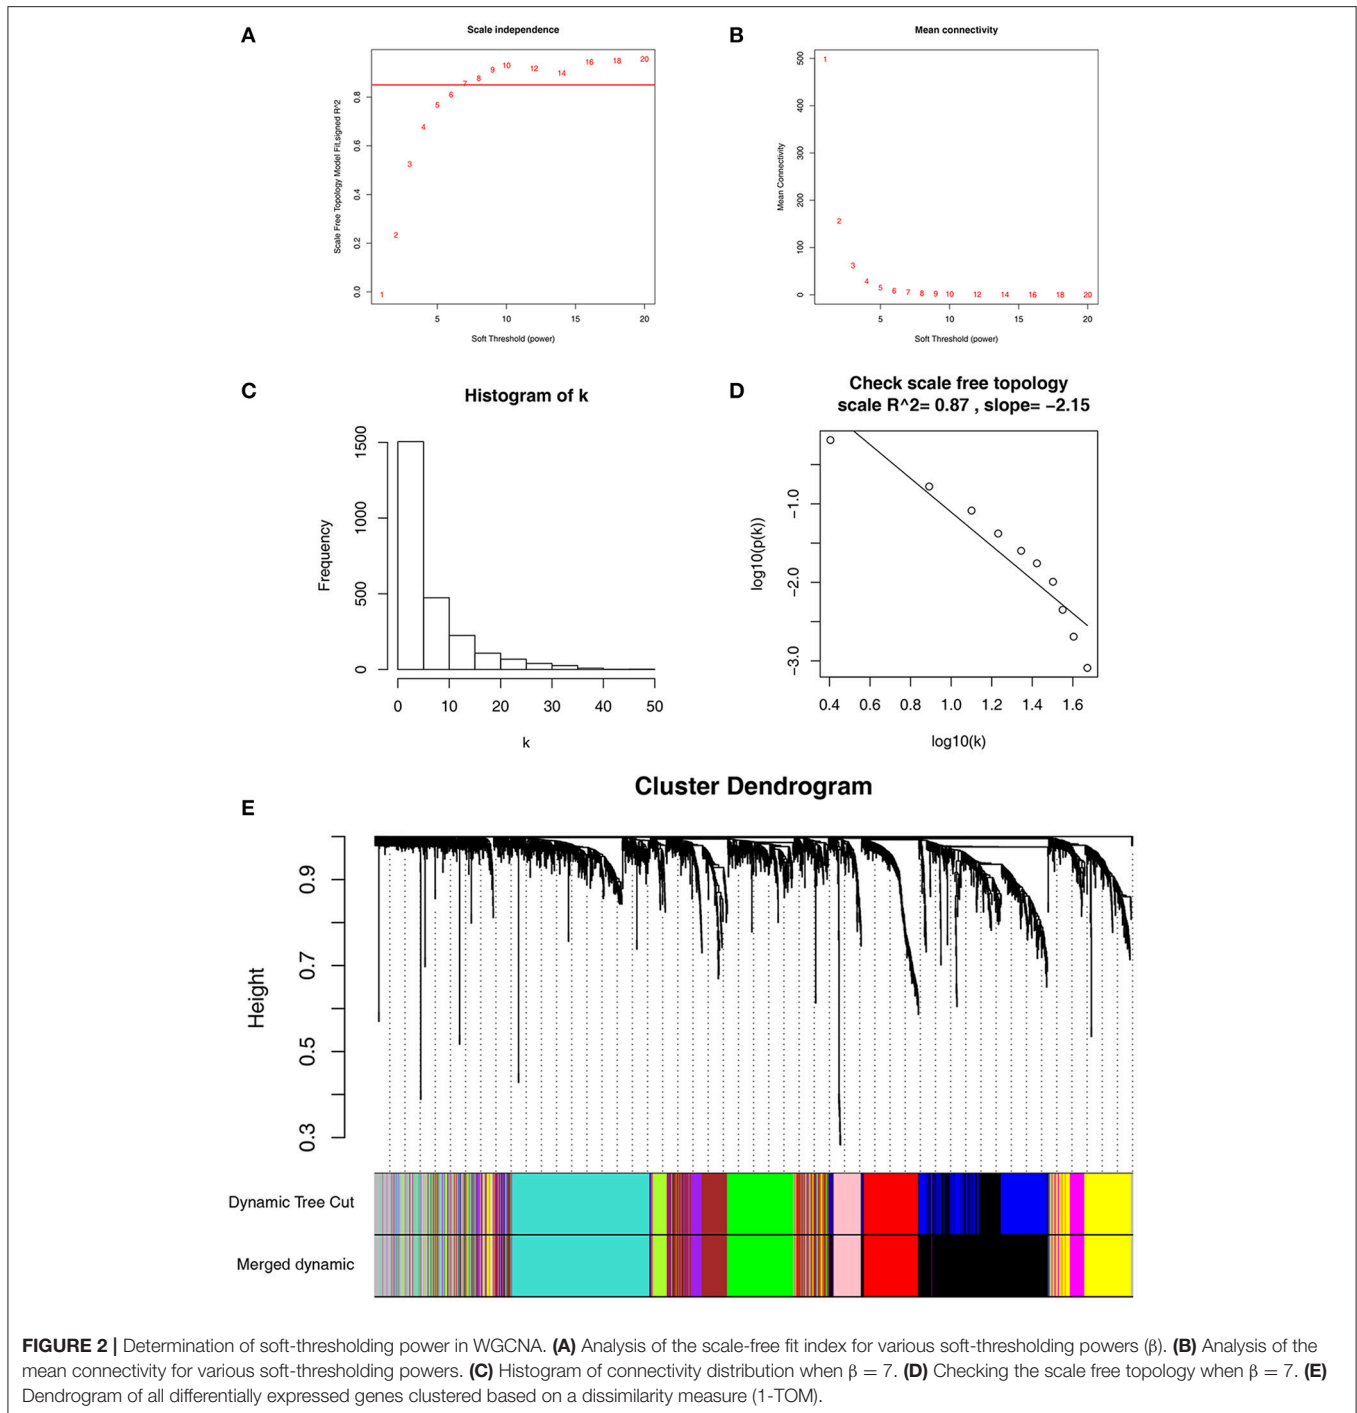 A
Scale independence
Scale Free Topology Model Fit,signed R^2
0.0 0.2 0.4 0.6 0.8
1 2 3 4 5 6 7 8 9 10 12 14 16 18 20
5 10 15 20
Soft Threshold (power)
B
Mean connectivity
Mean Connectivity
0 100 200 300 400 500
1 2 3 4 5 6 7 8 9 10 12 14 16 18 20
5 10 15 20
Soft Threshold (power)
C
Histogram of k
Frequency
0 500 1000 1500
0 10 20 30 40 50
k
D
Check scale free topology
scale R^2= 0.87 , slope= −2.15
log10(p(k))
−3.0 −2.0 −1.0
0.4 0.6 0.8 1.0 1.2 1.4 1.6
log10(k)
E
Cluster Dendrogram
Height
0.3 0.5 0.7 0.9
Dynamic Tree Cut
Merged dynamic
FIGURE 2 | Determination of soft-thresholding power in WGCNA. (A) Analysis of the scale-free fit index for various soft-thresholding powers (β). (B) Analysis of the
mean connectivity for various soft-thresholding powers. (C) Histogram of connectivity distribution when β = 7. (D) Checking the scale free topology when β = 7. (E)
Dendrogram of all differentially expressed genes clustered based on a dissimilarity measure (1-TOM).